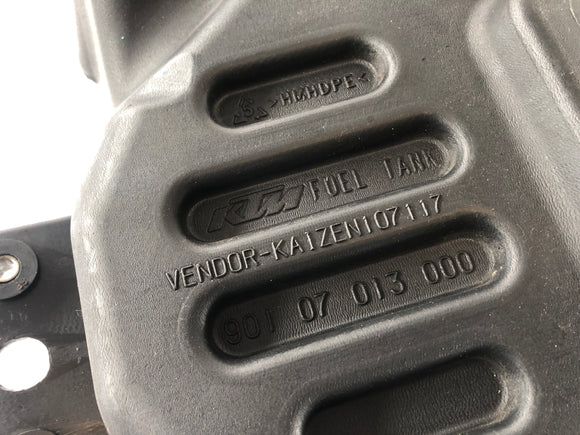 >HMHDPE<
KTM FUEL TANK
VENDOR-KAIZEN107117
901 07 013 000